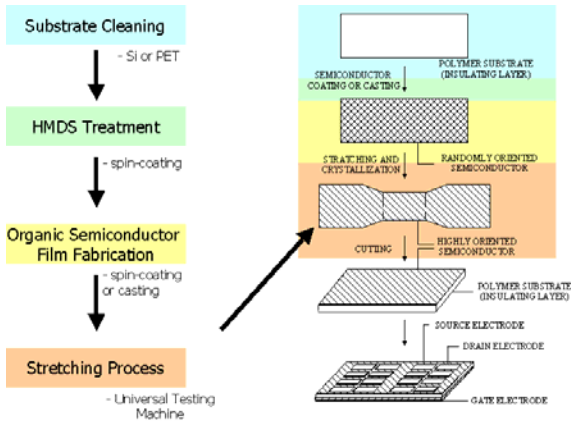 Substrate Cleaning
- Si or PET
HMDS Treatment
- spin-coating
Organic Semiconductor
Film Fabrication
- spin-coating
or casting
Stretching Process
- Universal Testing
Machine
POLYMER SUBSTRATE
(INSULATING LAYER)
SEMICONDUCTOR
COATING OR CASTING
STRATCHING AND
CRYSTALLIZATION
RANDOMLY ORIENTED
SEMICONDUCTOR
CUTTING
HIGHLY ORIENTED
SEMICONDUCTOR
POLYMER SUBSTRATE
(INSULATING LAYER)
SOURCE ELECTRODE
DRAIN ELECTRODE
GATE ELECTRODE